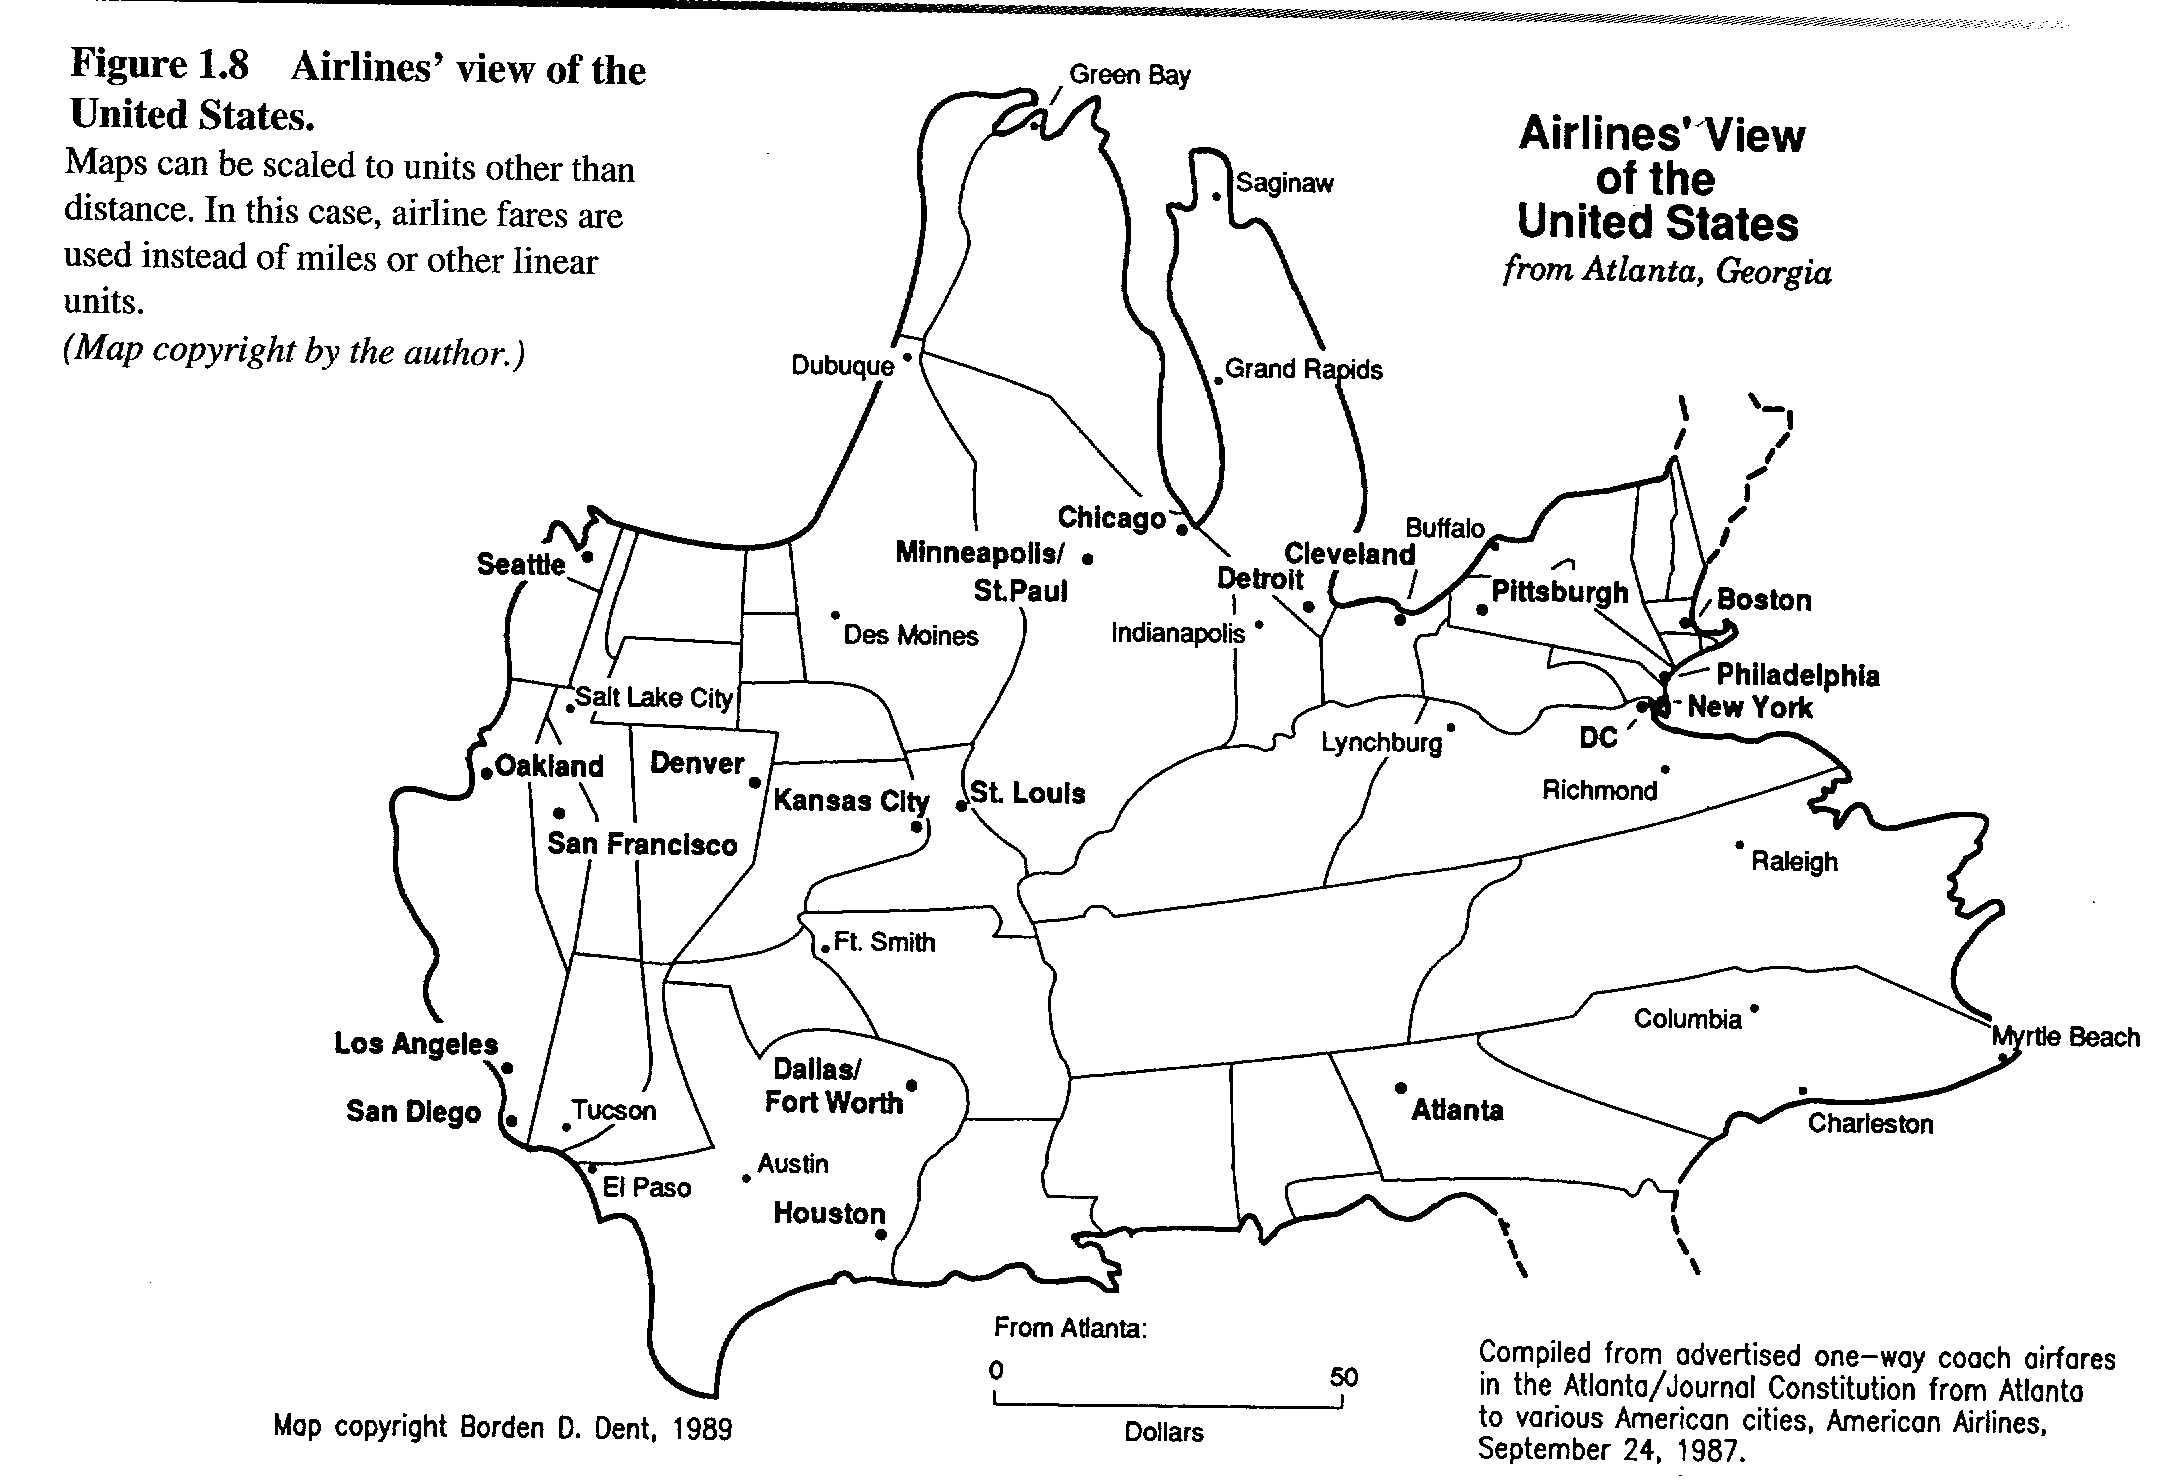 Figure 1.8 Airlines' view of the
United States.
Maps can be scaled to units other than
distance. In this case, airline fares are
used instead of miles or other linear
units.
(Map copyright by the author.)
Airlines' View
of the
United States
from Atlanta, Georgia
Green Bay
Saginaw
Dubuque
Grand Rapids
Chicago
Buffalo
Seattle
Minneapolis/
St.Paul
Cleveland
Detroit
Pittsburgh
Boston
Des Moines
Indianapolis
Philadelphia
Salt Lake City
New York
Lynchburg
DC
Oakland
Denver
Kansas City
St. Louis
Richmond
San Francisco
Raleigh
Ft. Smith
Columbia
Myrtle Beach
Los Angeles
Dallas/
Fort Worth
San Diego
Tucson
Atlanta
Charleston
Austin
El Paso
Houston
From Atlanta:
0 50
Dollars
Map copyright Borden D. Dent, 1989
Compiled from advertised one-way coach airfares
in the Atlanta/Journal Constitution from Atlanta
to various American cities, American Airlines,
September 24, 1987.